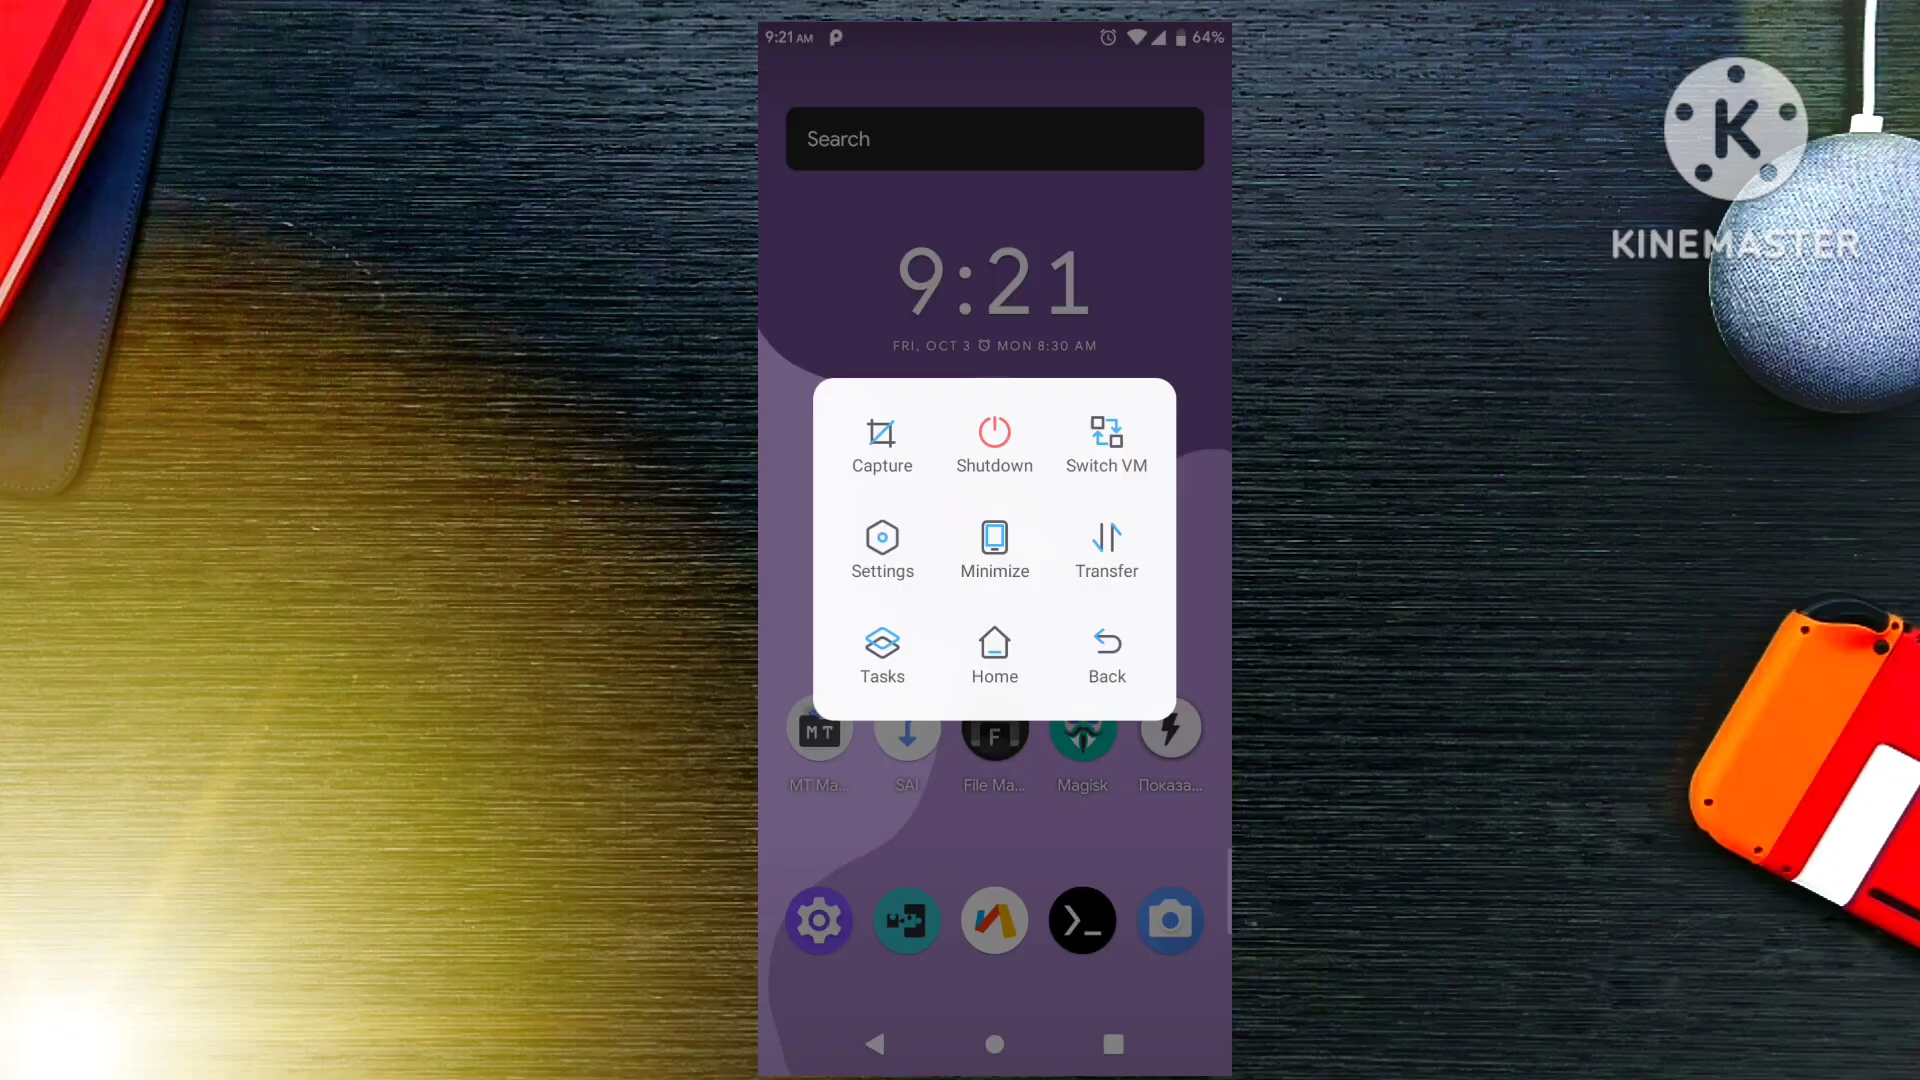 9:21 AM
64%
Search
9:21
FRI, OCT 3 MON 8:30 AM
Capture
Shutdown
Switch VM
Settings
Minimize
Transfer
Tasks
Home
Back
MT
F
MT Ma...
SAI
File Ma...
Magisk
Показа...
K
KINEMASTER